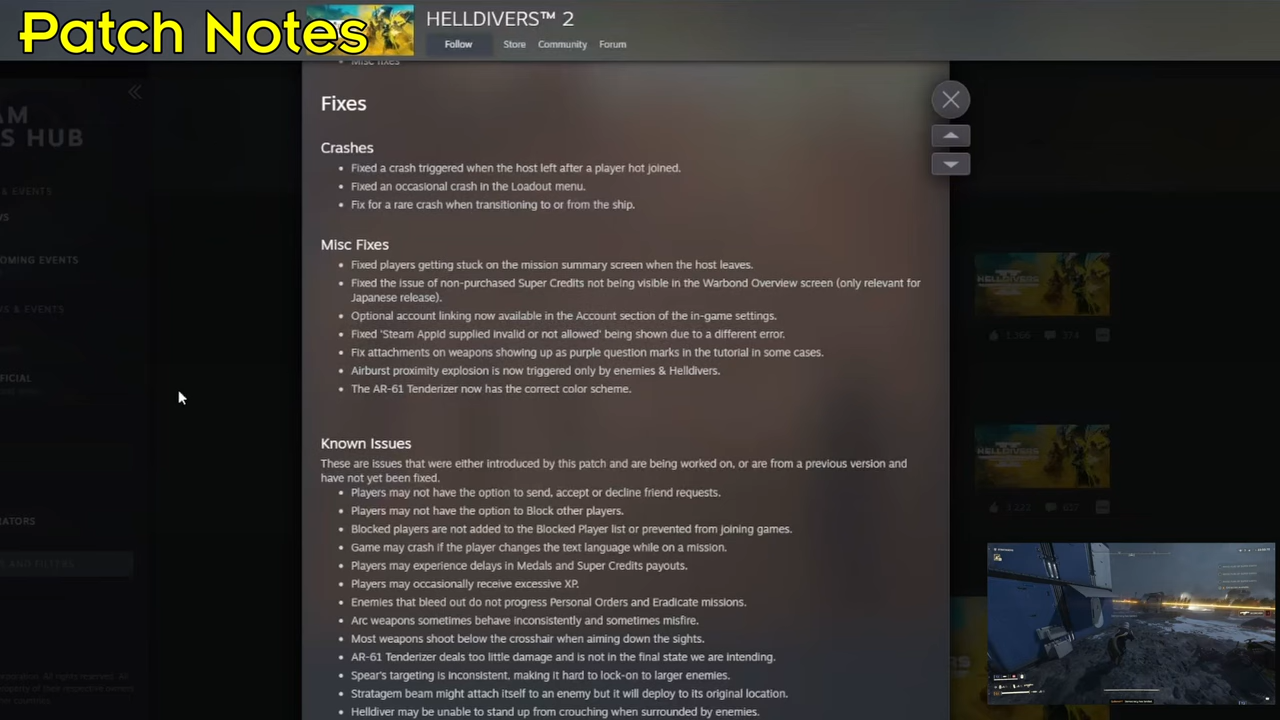 Patch Notes
HELLDIVERS™ 2
Follow Store Community Forum
Misc fixes
Fixes
Crashes
• Fixed a crash triggered when the host left after a player hot joined.
• Fixed an occasional crash in the Loadout menu.
• Fix for a rare crash when transitioning to or from the ship.
Misc Fixes
• Fixed players getting stuck on the mission summary screen when the host leaves.
• Fixed the issue of non-purchased Super Credits not being visible in the Warbond Overview screen (only relevant for
Japanese release).
• Optional account linking now available in the Account section of the in-game settings.
• Fixed 'Steam AppId supplied invalid or not allowed' being shown due to a different error.
• Fix attachments on weapons showing up as purple question marks in the tutorial in some cases.
• Airburst proximity explosion is now triggered only by enemies & Helldivers.
• The AR-61 Tenderizer now has the correct color scheme.
Known Issues
These are issues that were either introduced by this patch and are being worked on, or are from a previous version and
have not yet been fixed.
• Players may not have the option to send, accept or decline friend requests.
• Players may not have the option to Block other players.
• Blocked players are not added to the Blocked Player list or prevented from joining games.
• Game may crash if the player changes the text language while on a mission.
• Players may experience delays in Medals and Super Credits payouts.
• Players may occasionally receive excessive XP.
• Enemies that bleed out do not progress Personal Orders and Eradicate missions.
• Arc weapons sometimes behave inconsistently and sometimes misfire.
• Most weapons shoot below the crosshair when aiming down the sights.
• AR-61 Tenderizer deals too little damage and is not in the final state we are intending.
• Spear's targeting is inconsistent, making it hard to lock-on to larger enemies.
• Stratagem beam might attach itself to an enemy but it will deploy to its original location.
• Helldiver may be unable to stand up from crouching when surrounded by enemies.
AM
S HUB
& EVENTS
OMING EVENTS
& EVENTS
FICIAL
RATORS
AND FILTERS
HELLDIVERS
HELLDIVERS